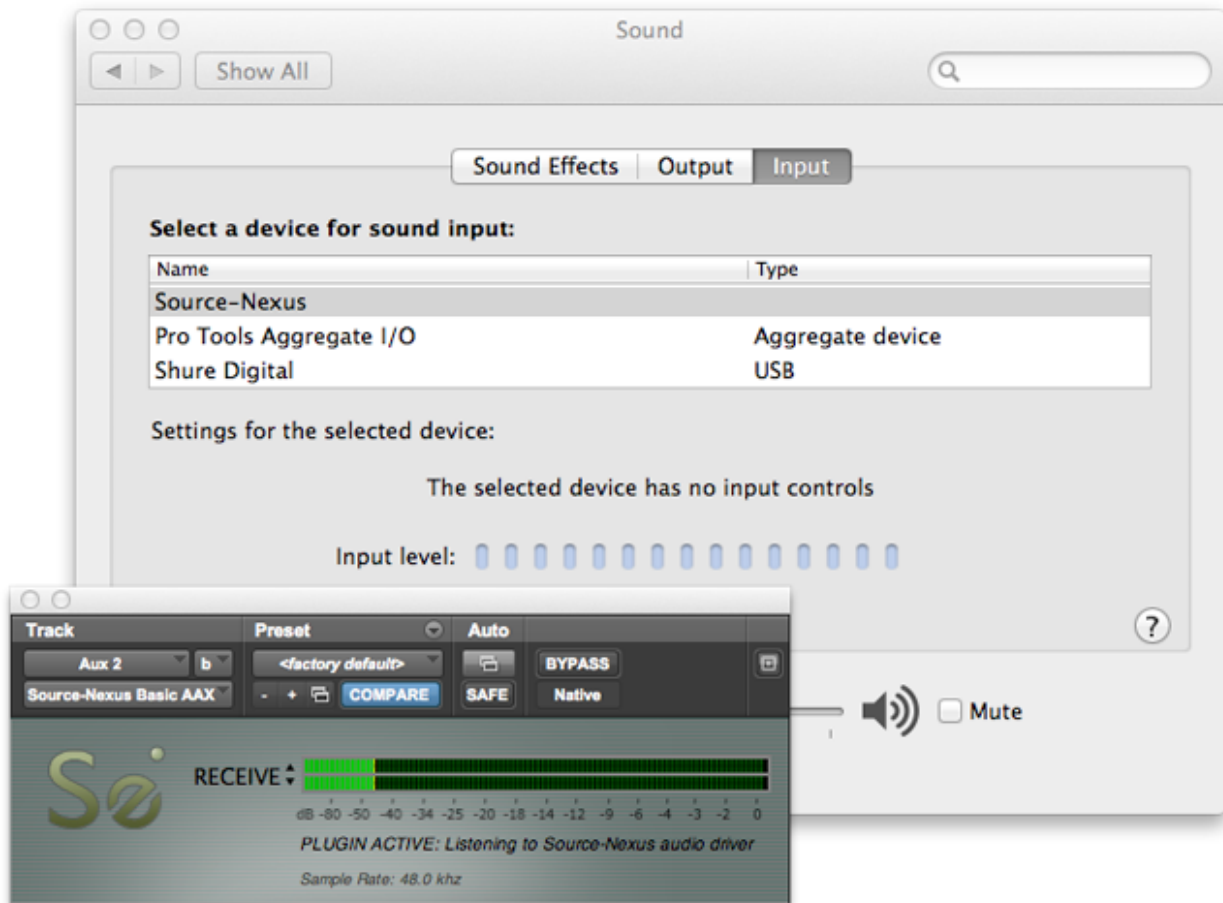 Sound
Show All
Sound Effects Output Input
Select a device for sound input:
Name Type
Source-Nexus
Pro Tools Aggregate I/O Aggregate device
Shure Digital USB
Settings for the selected device:
The selected device has no input controls
Input level:
?
Mute
Track Preset Auto
Aux 2 b <factory default> BYPASS
Source-Nexus Basic AAX - + COMPARE SAFE Native
Se
RECEIVE
dB -80 -50 -40 -34 -25 -20 -18 -14 -12 -9 -6 -4 -3 -2 0
PLUGIN ACTIVE: Listening to Source-Nexus audio driver
Sample Rate: 48.0 khz